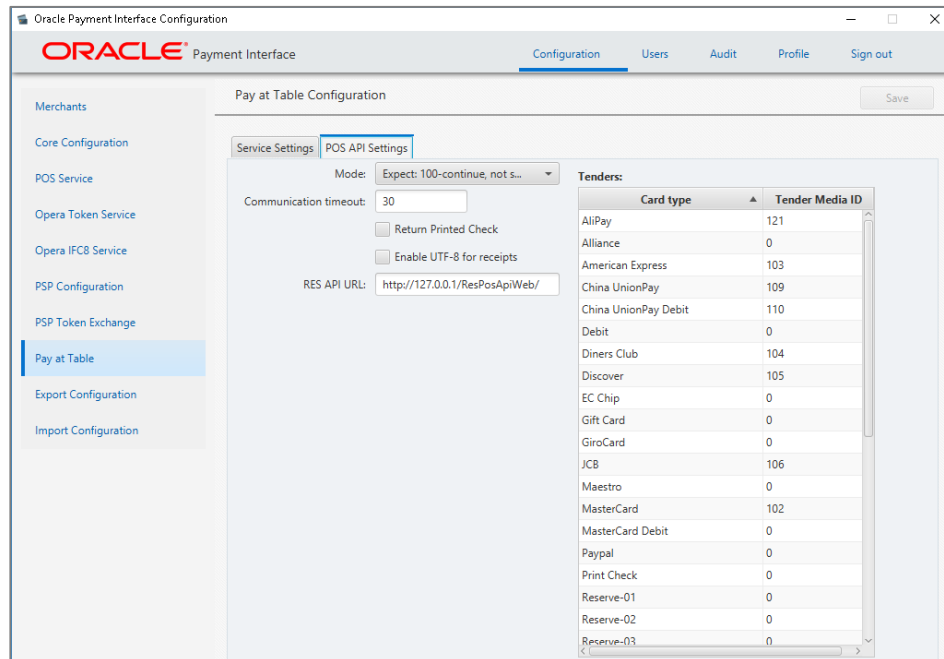 Oracle Payment Interface Configuration
ORACLE Payment Interface
Configuration Users Audit Profile Sign out
Merchants
Core Configuration
POS Service
Opera Token Service
Opera IFC8 Service
PSP Configuration
PSP Token Exchange
Pay at Table
Export Configuration
Import Configuration
Pay at Table Configuration
Save
Service Settings POS API Settings
Mode: Expect: 100-continue, not s...
Communication timeout: 30
Return Printed Check
Enable UTF-8 for receipts
RES API URL: http://127.0.0.1/ResPosApiWeb/
Tenders:
Card type Tender Media ID
AliPay 121
Alliance 0
American Express 103
China UnionPay 109
China UnionPay Debit 110
Debit 0
Diners Club 104
Discover 105
EC Chip 0
Gift Card 0
GiroCard 0
JCB 106
Maestro 0
MasterCard 102
MasterCard Debit 0
Paypal 0
Print Check 0
Reserve-01 0
Reserve-02 0
Reserve-03 0